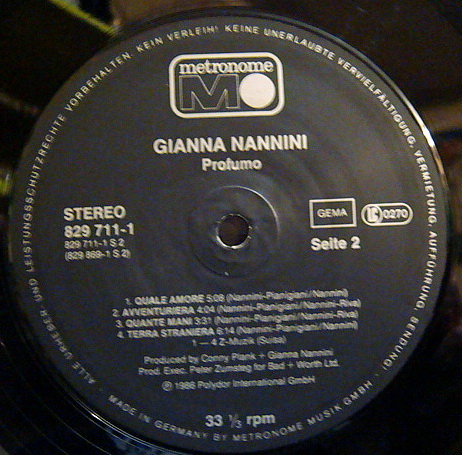 ALLE URHEBER UND LEISTUNGSSCHUTZRECHTE VORBEHALTEN. KEIN VERLEIH! KEINE UNERLAUBTE VERVIELFÄLTIGUNG, VERMIETUNG, AUFFÜHRUNG, SENDUNG!
metronome
M
GIANNA NANNINI
Profumo
STEREO
829 711-1
829 711-1 S 2
(829 869-1 S 2)
GEMA
LC 0270
Seite 2
1. QUALE AMORE 5:08 (Nannini-Pianigiani/Nannini)
2. AVVENTURIERA 4:04 (Nannini-Pianigiani/Nannini)
3. QUANTE MANI 3:31 (Nannini-Pianigiani/Nannini-Riva)
4. TERRA STRANIERA 6:14 (Nannini-Pianigiani/Nannini-Riva)
1 — 4 Z-Musik (Suisa)
Produced by Conny Plank + Gianna Nannini
Prod. Exec. Peter Zumsteg for Bad + Worth Ltd.
Ⓟ 1986 Polydor International GmbH
33 ⅓ rpm
MADE IN GERMANY BY METRONOME MUSIK GMBH